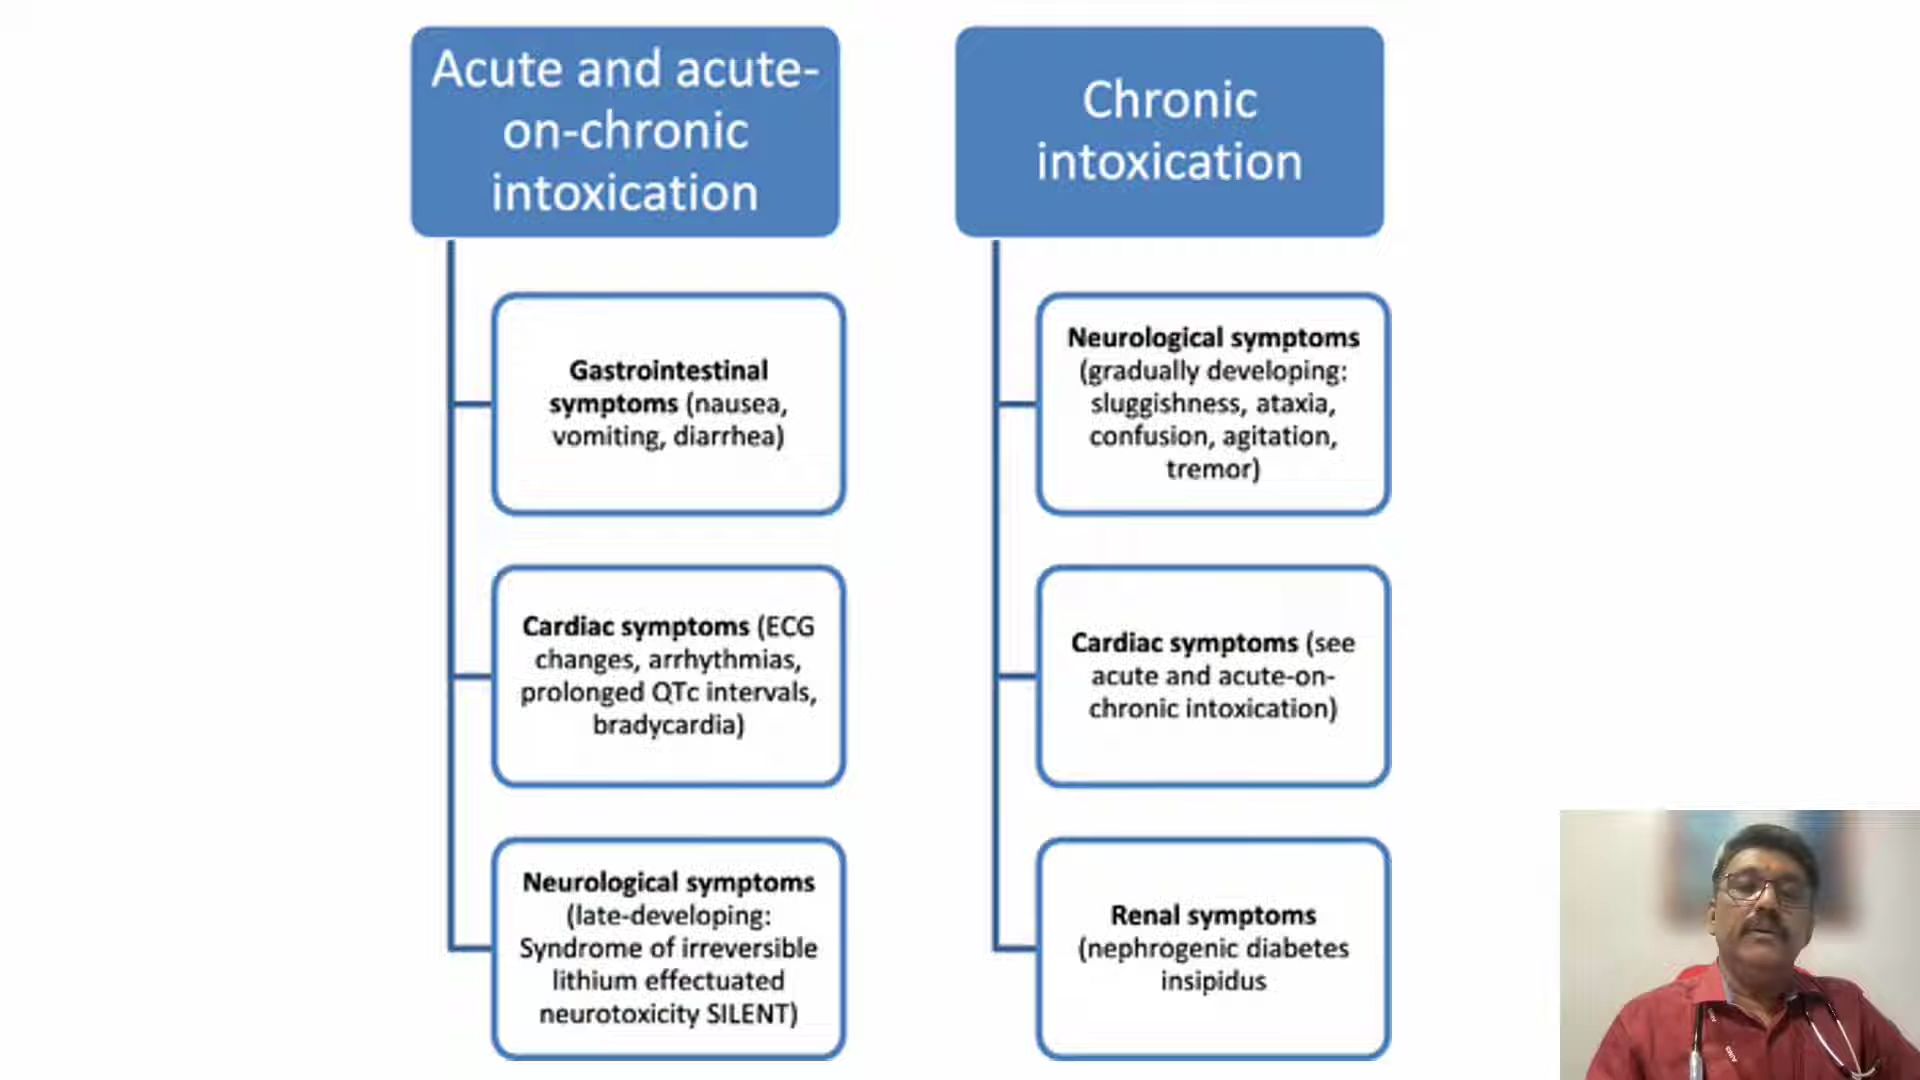 Acute and acute-
on-chronic
intoxication
Gastrointestinal
symptoms (nausea,
vomiting, diarrhea)
Cardiac symptoms (ECG
changes, arrhythmias,
prolonged QTc intervals,
bradycardia)
Neurological symptoms
(late-developing:
Syndrome of irreversible
lithium effectuated
neurotoxicity SILENT)
Chronic
intoxication
Neurological symptoms
(gradually developing:
sluggishness, ataxia,
confusion, agitation,
tremor)
Cardiac symptoms (see
acute and acute-on-
chronic intoxication)
Renal symptoms
(nephrogenic diabetes
insipidus